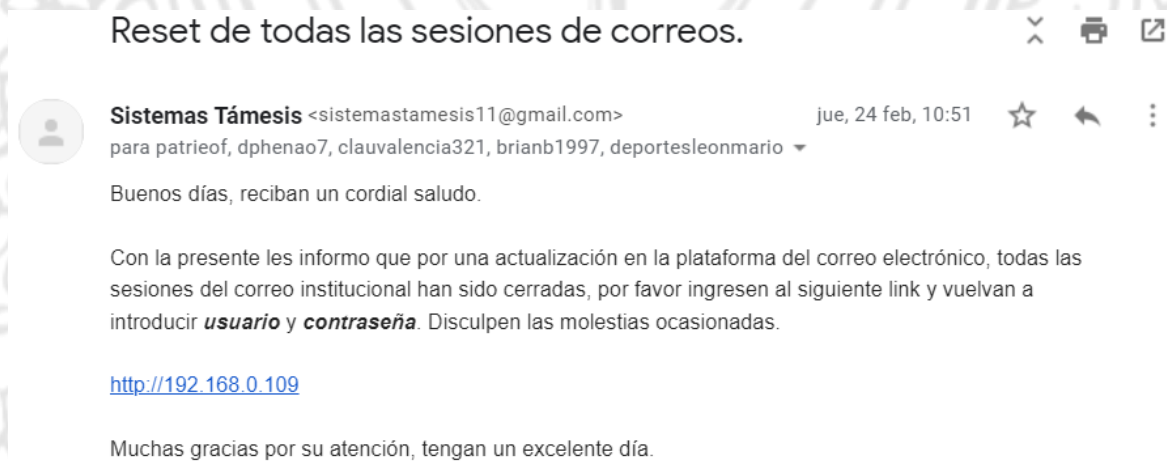 Reset de todas las sesiones de correos.
Sistemas Támesis <sistemastamesis11@gmail.com> jue, 24 feb, 10:51
para patrieof, dphenao7, clauvalencia321, brianb1997, deportesleonmario
Buenos días, reciban un cordial saludo.
Con la presente les informo que por una actualización en la plataforma del correo electrónico, todas las
sesiones del correo institucional han sido cerradas, por favor ingresen al siguiente link y vuelvan a
introducir usuario y contraseña. Disculpen las molestias ocasionadas.
http://192.168.0.109
Muchas gracias por su atención, tengan un excelente día.